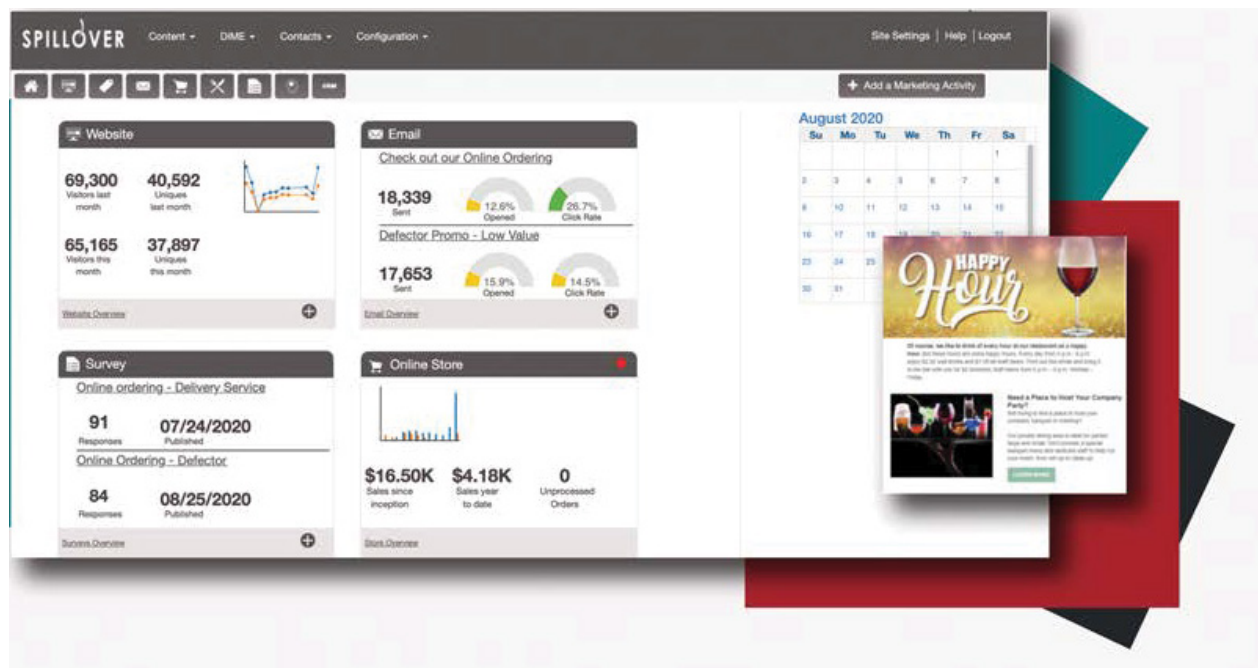 SPILLOVER
Content
DIME
Contacts
Configuration
Site Settings | Help | Logout
+ Add a Marketing Activity
Website
69,300
Visitors last
month
40,592
Uniques
last month
65,165
Visitors this
month
37,897
Uniques
this month
Website Overview
Email
Check out our Online Ordering
18,339
Sent
12.6%
Opened
26.7%
Click Rate
Defector Promo - Low Value
17,653
Sent
15.9%
Opened
14.5%
Click Rate
Email Overview
Survey
Online ordering - Delivery Service
91
Responses
07/24/2020
Published
Online Ordering - Defector
84
Responses
08/25/2020
Published
Surveys Overview
Online Store
$16.50K
Sales since
inception
$4.18K
Sales year
to date
0
Unprocessed
Orders
Store Overview
August 2020
Su Mo Tu We Th Fr Sa
1
2 3 4 5 6 7 8
9 10 11 12 13 14 15
16 17 18 19 20 21 22
23 24 25
30 31
HAPPY
Hour
Need a Place to Host Your Company
Party?
LEARN MORE